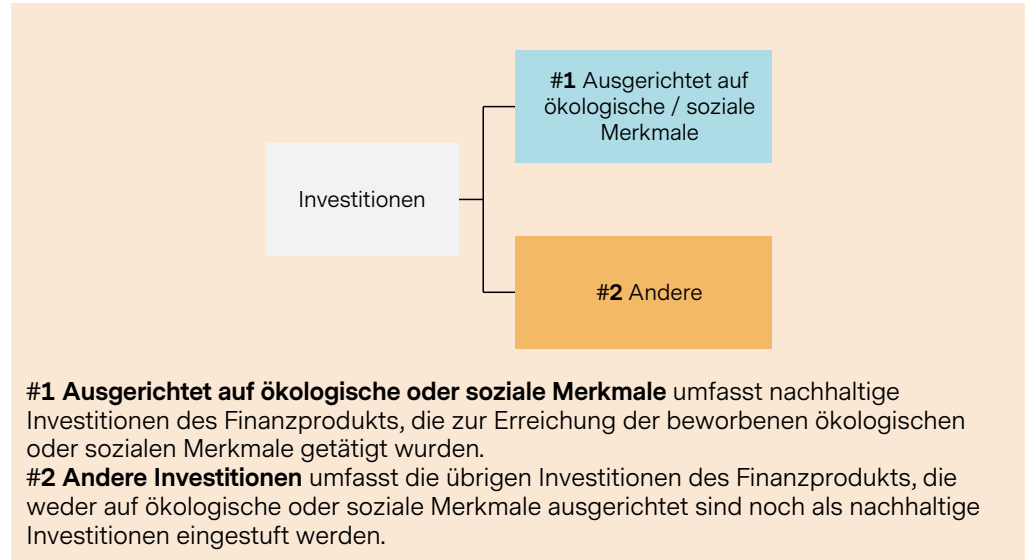 #1 Ausgerichtet auf
ökologische / soziale
Merkmale
Investitionen
#2 Andere
#1 Ausgerichtet auf ökologische oder soziale Merkmale umfasst nachhaltige
Investitionen des Finanzprodukts, die zur Erreichung der beworbenen ökologischen
oder sozialen Merkmale getätigt wurden.
#2 Andere Investitionen umfasst die übrigen Investitionen des Finanzprodukts, die
weder auf ökologische oder soziale Merkmale ausgerichtet sind noch als nachhaltige
Investitionen eingestuft werden.